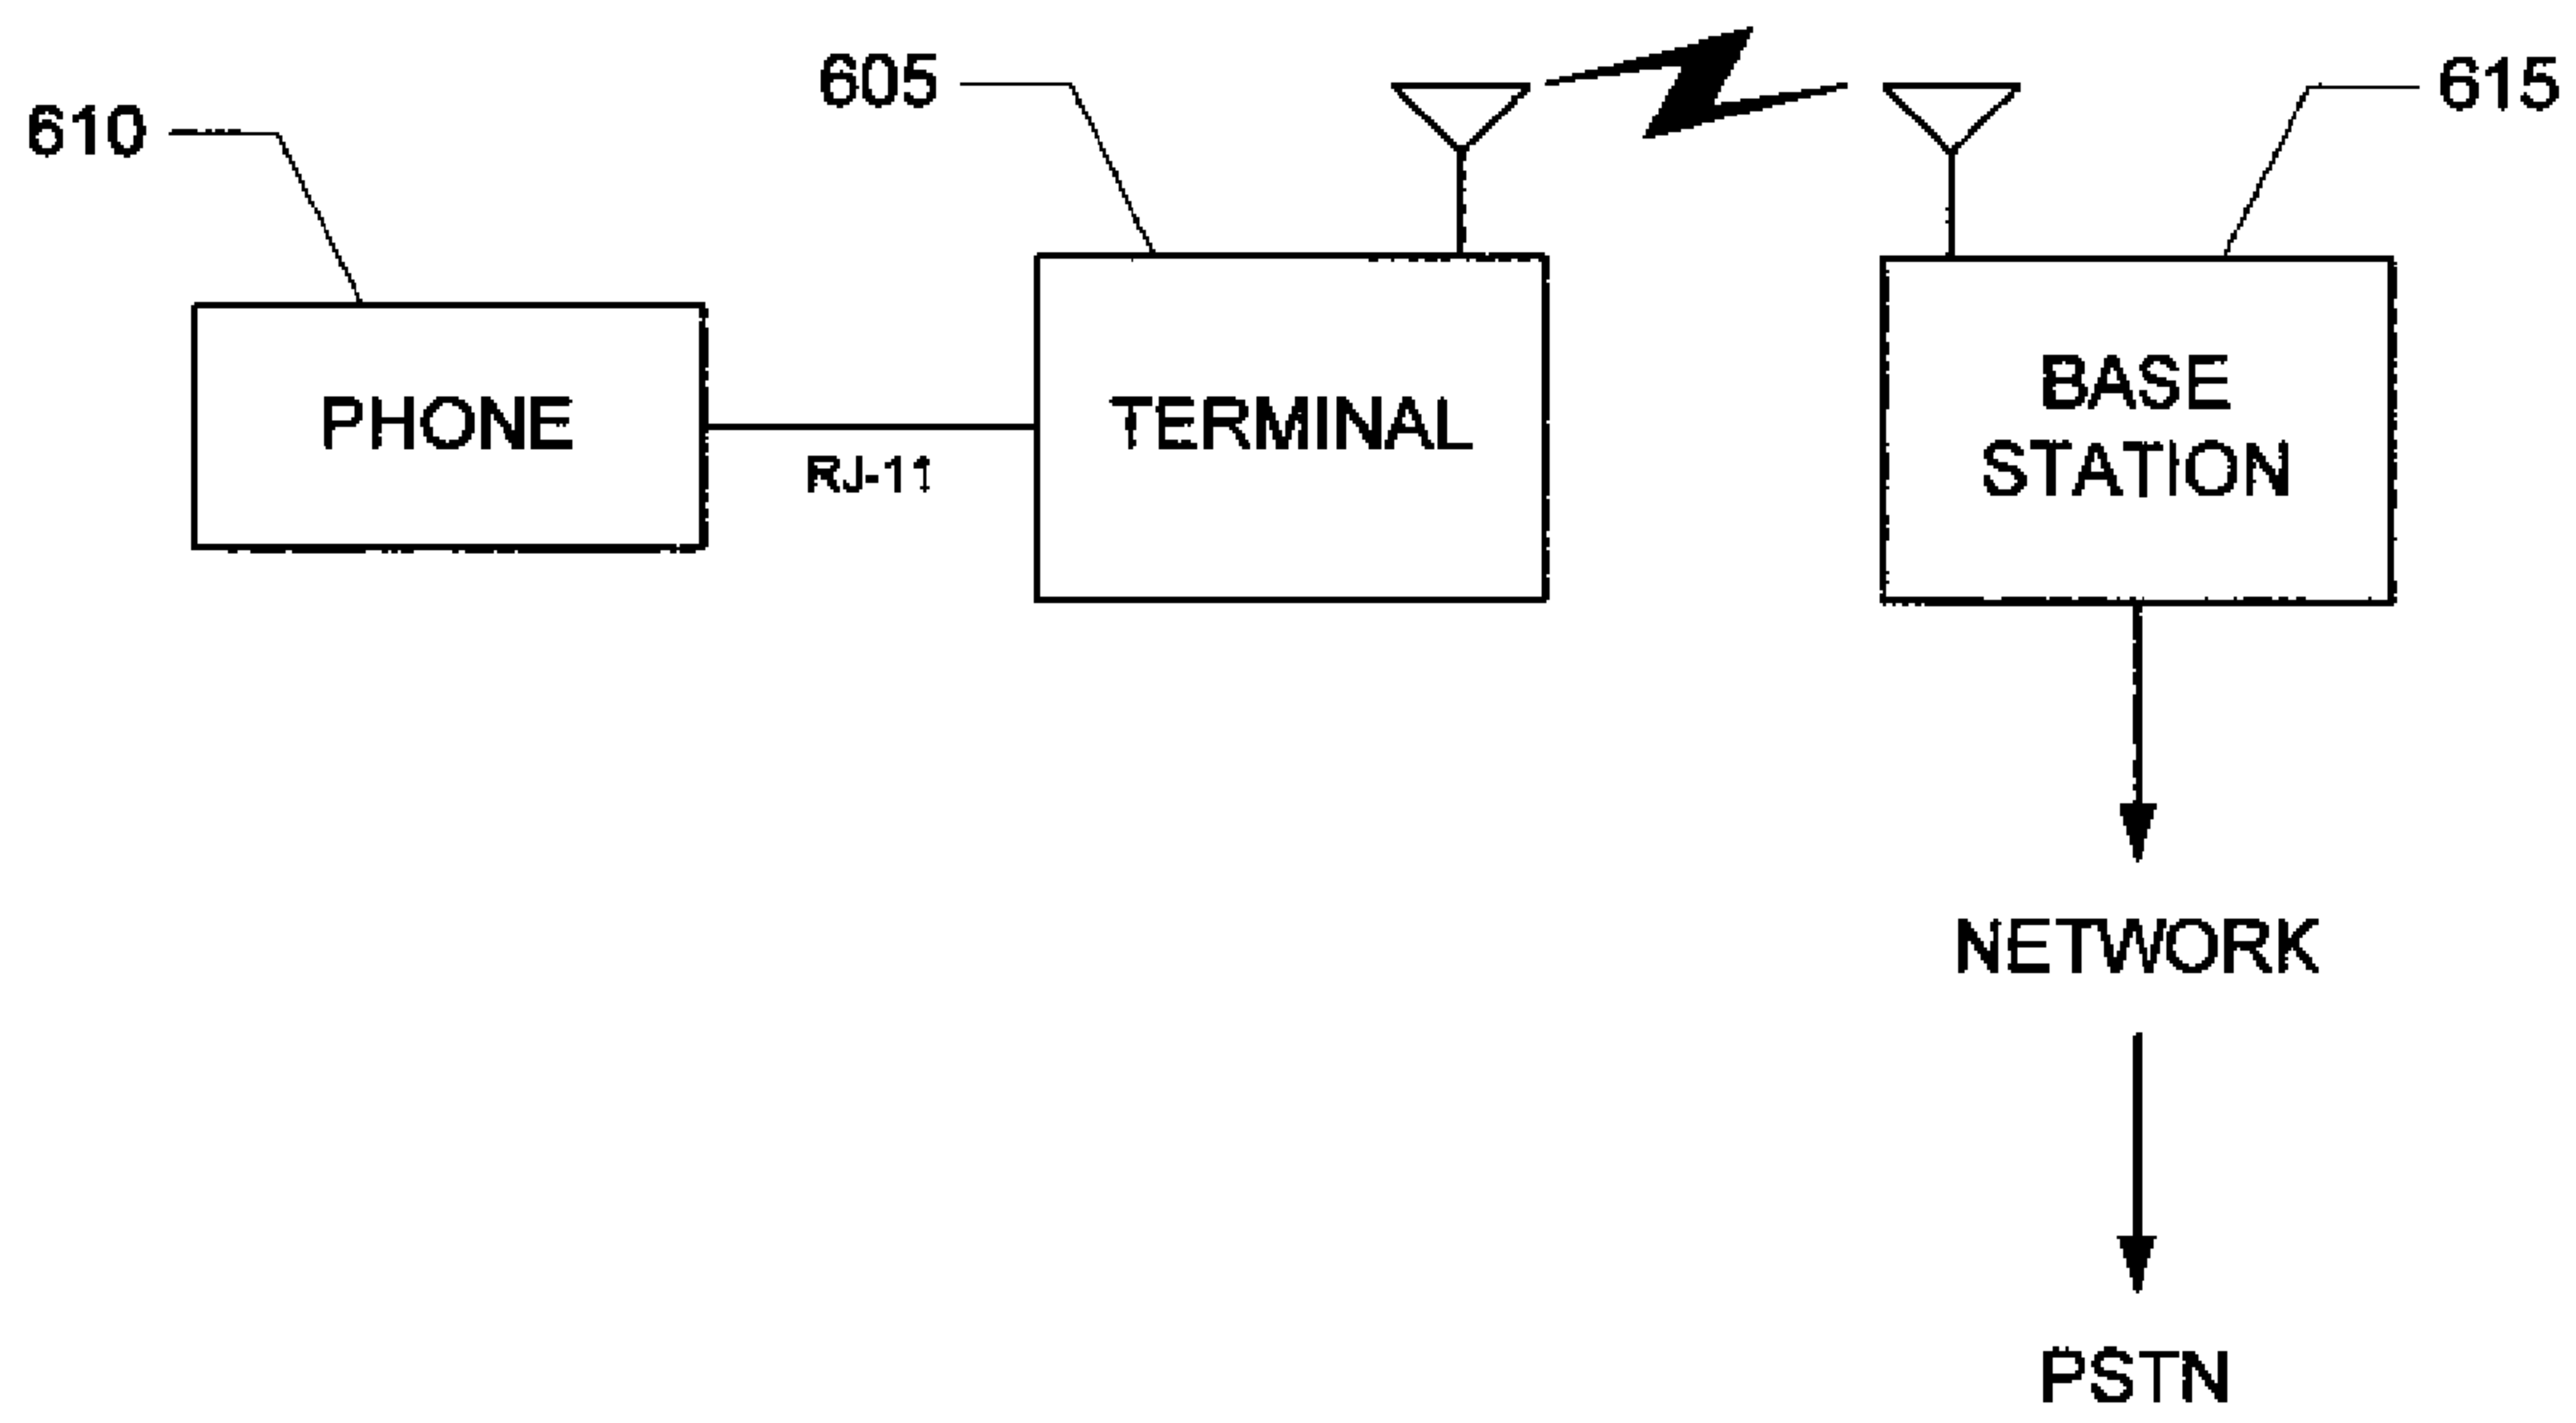 605
615
610
PHONE
RJ-11
TERMINAL
BASE
STATION
NETWORK
PSTN